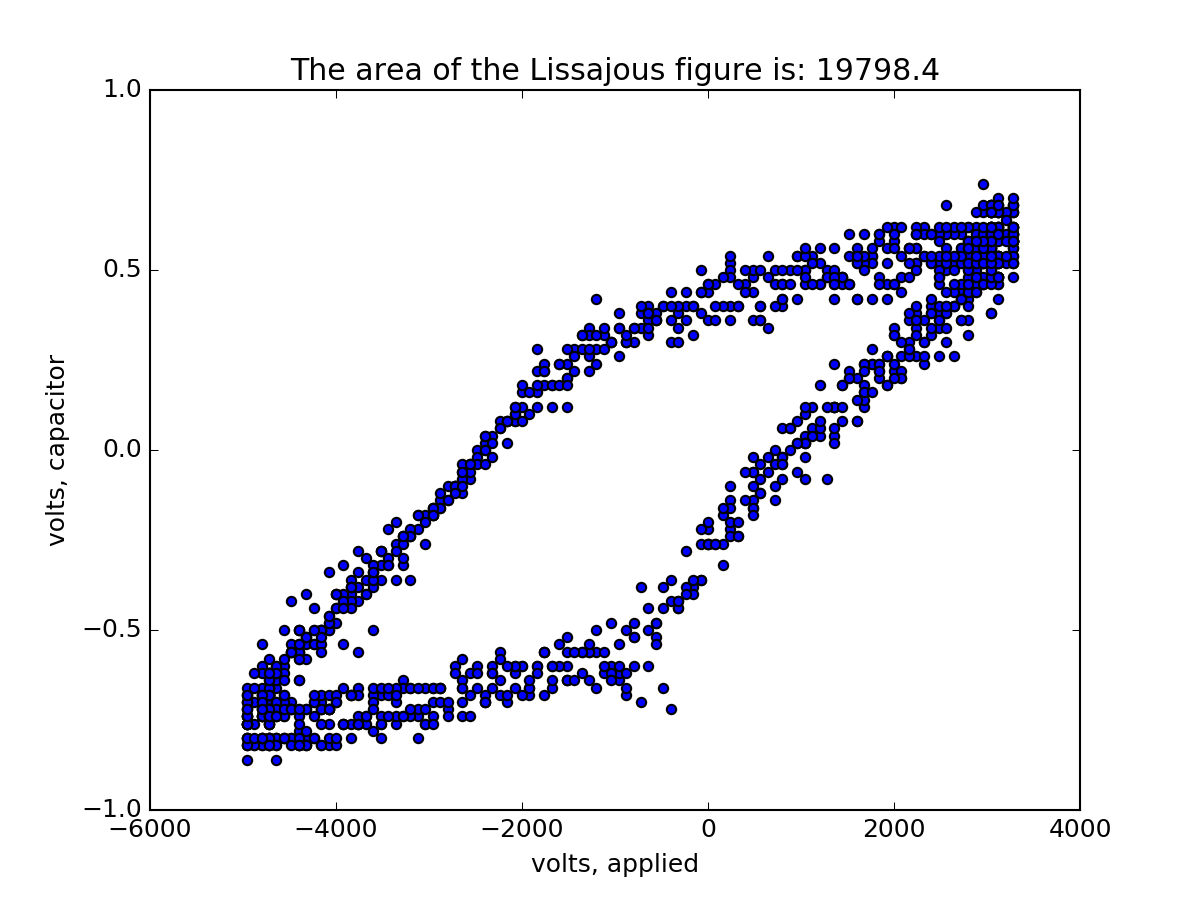 The area of the Lissajous figure is: 19798.4
1.0
0.5
0.0
−0.5
−1.0
volts, capacitor
−6000 −4000 −2000 0 2000 4000
volts, applied